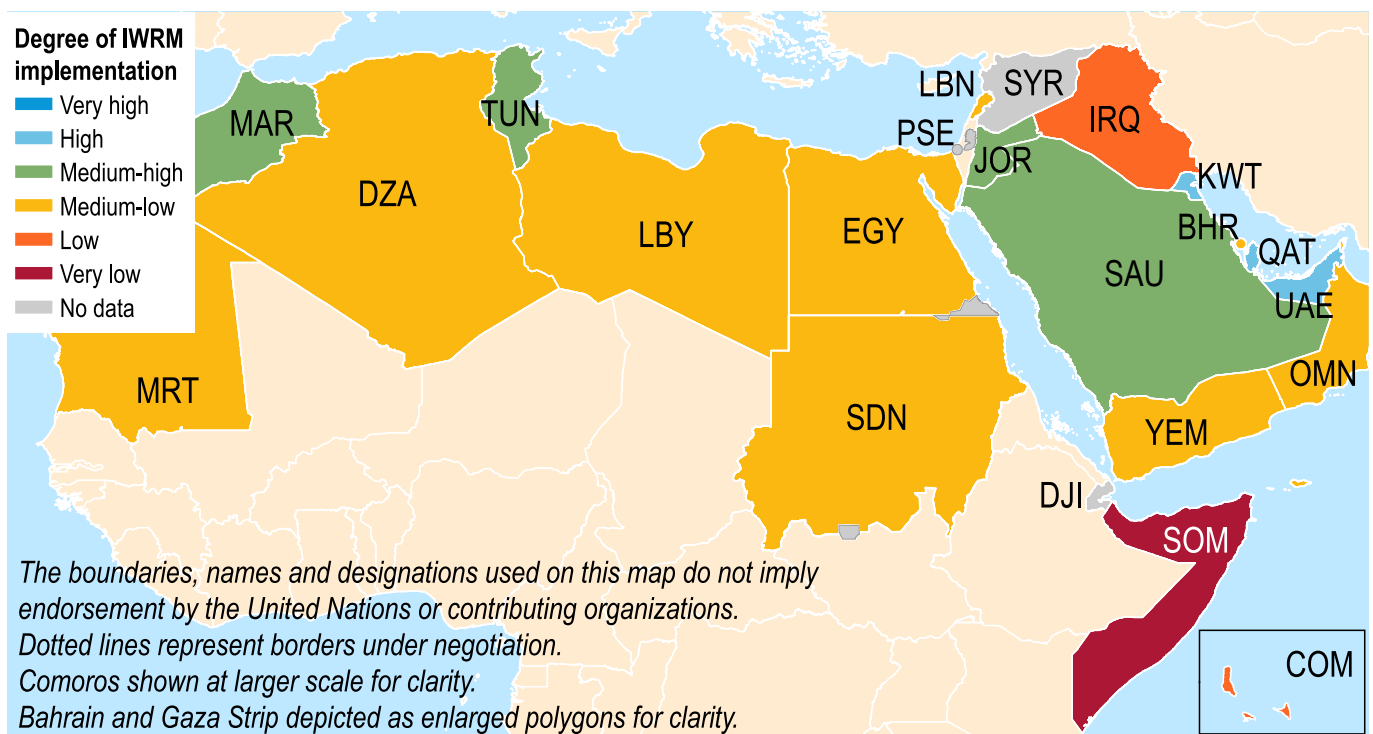 Degree of IWRM
implementation
Very high
High
Medium-high
Medium-low
Low
Very low
No data
MAR
DZA
TUN
LBY
EGY
LBN
SYR
PSE
JOR
IRQ
KWT
BHR
QAT
SAU
UAE
OMN
MRT
SDN
YEM
DJI
SOM
COM
The boundaries, names and designations used on this map do not imply
endorsement by the United Nations or contributing organizations.
Dotted lines represent borders under negotiation.
Comoros shown at larger scale for clarity.
Bahrain and Gaza Strip depicted as enlarged polygons for clarity.